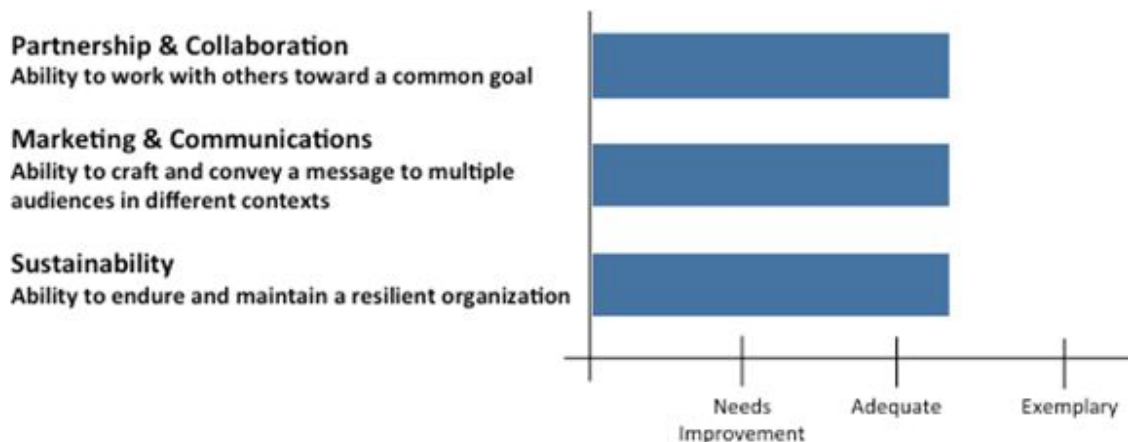 Partnership & Collaboration
Ability to work with others toward a common goal
Marketing & Communications
Ability to craft and convey a message to multiple
audiences in different contexts
Sustainability
Ability to endure and maintain a resilient organization
Needs
Improvement
Adequate
Exemplary